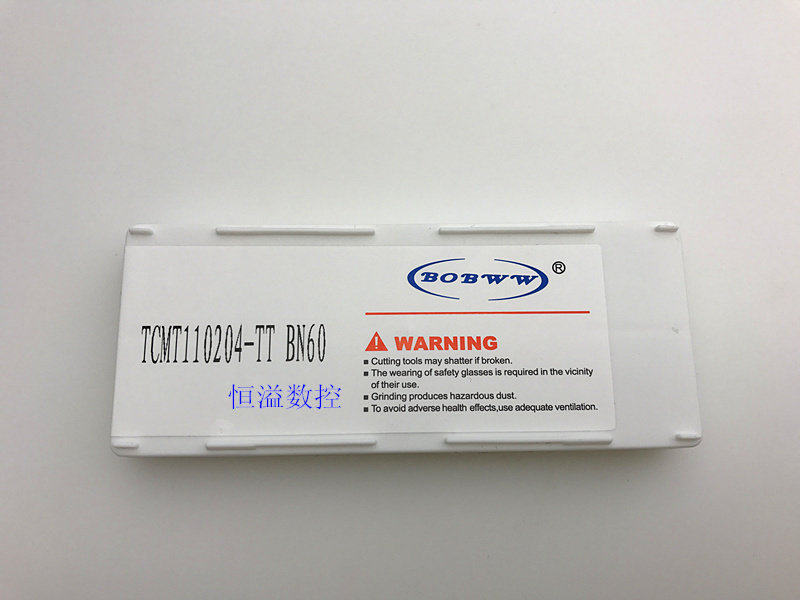 BOBWW®
TCMT110204-TT BN60
恒溢数控
WARNING
■ Cutting tools may shatter if broken.
■ The wearing of safety glasses is required in the vicinity
of their use.
■ Grinding produces hazardous dust.
■ To avoid adverse health effects,use adequate ventilation.